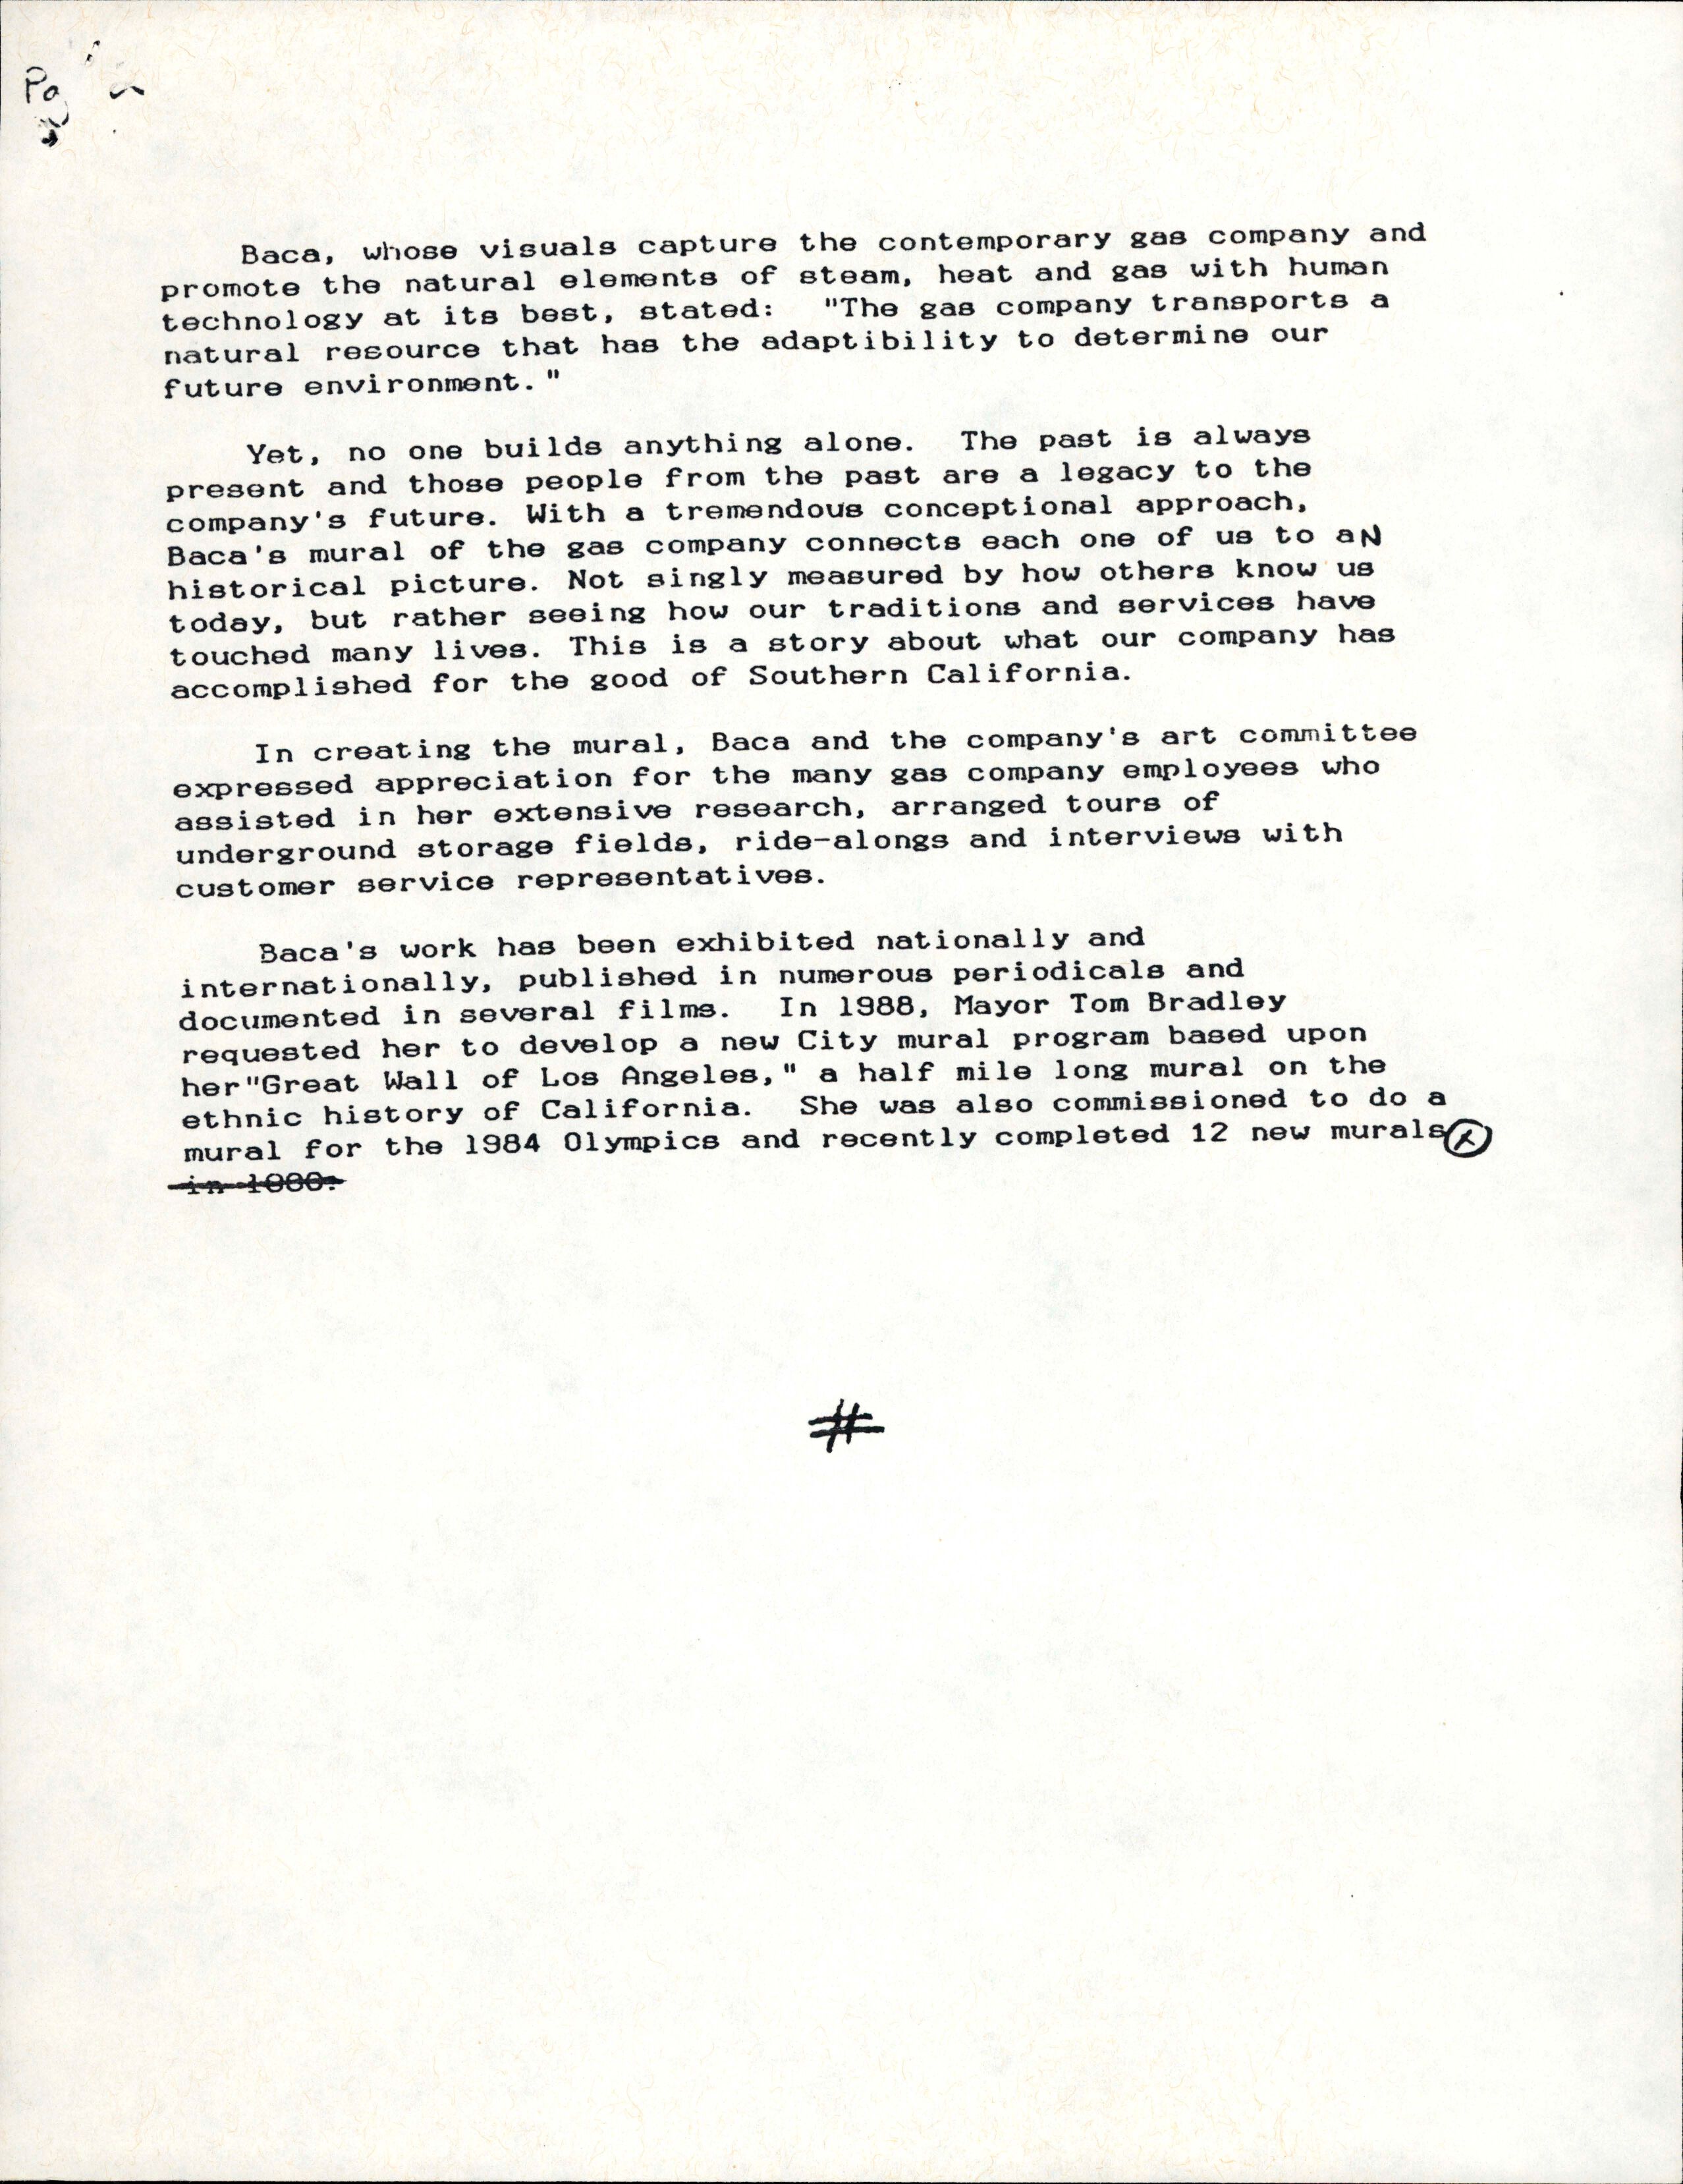 Pg
Baca, whose visuals capture the contemporary gas company and
promote the natural elements of steam, heat and gas with human
technology at its best, stated: "The gas company transports a
natural resource that has the adaptibility to determine our
future environment."
Yet, no one builds anything alone. The past is always
present and those people from the past are a legacy to the
company's future. With a tremendous conceptional approach,
Baca's mural of the gas company connects each one of us to aN
historical picture. Not singly measured by how others know us
today, but rather seeing how our traditions and services have
touched many lives. This is a story about what our company has
accomplished for the good of Southern California.
In creating the mural, Baca and the company's art committee
expressed appreciation for the many gas company employees who
assisted in her extensive research, arranged tours of
underground storage fields, ride-alongs and interviews with
customer service representatives.
Baca's work has been exhibited nationally and
internationally, published in numerous periodicals and
documented in several films. In 1988, Mayor Tom Bradley
requested her to develop a new City mural program based upon
her"Great Wall of Los Angeles," a half mile long mural on the
ethnic history of California. She was also commissioned to do a
mural for the 1984 Olympics and recently completed 12 new murals
in
#